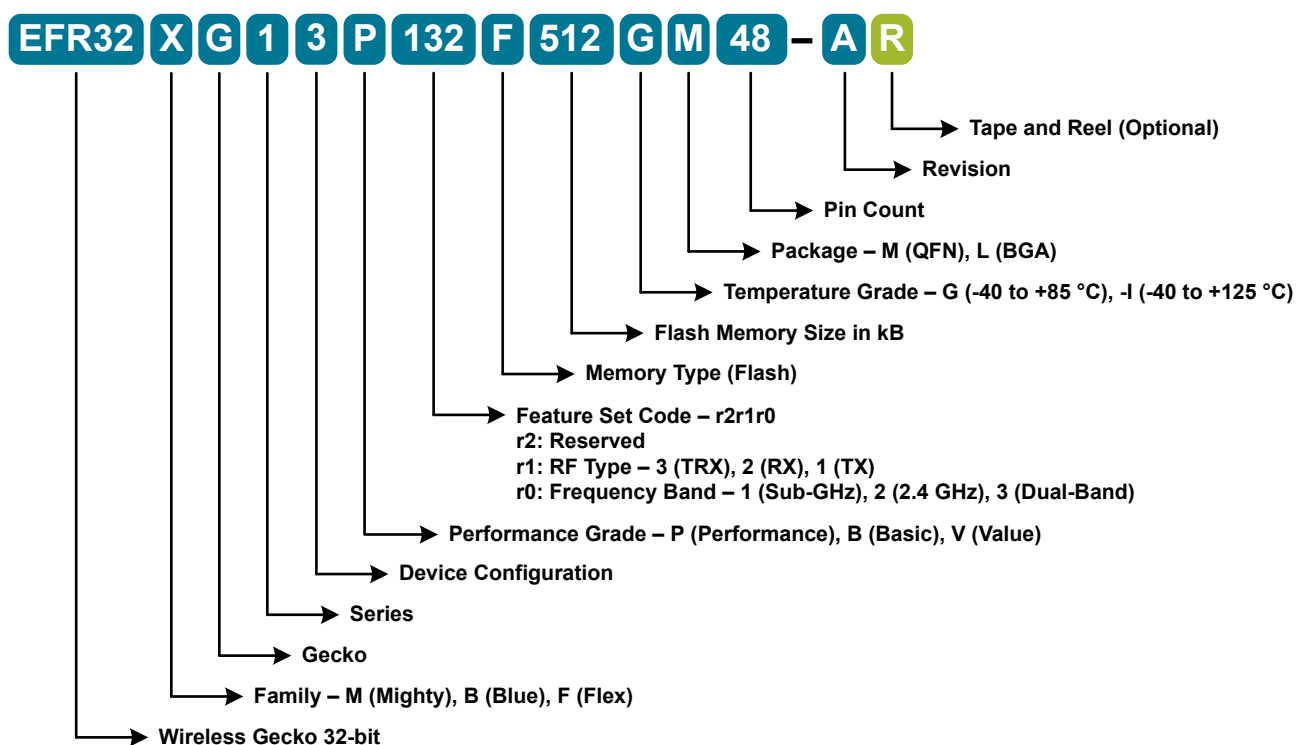 EFR32 X G 1 3 P 132 F 512 G M 48 – A R
Tape and Reel (Optional)
Revision
Pin Count
Package – M (QFN), L (BGA)
Temperature Grade – G (-40 to +85 °C), -I (-40 to +125 °C)
Flash Memory Size in kB
Memory Type (Flash)
Feature Set Code – r2r1r0
r2: Reserved
r1: RF Type – 3 (TRX), 2 (RX), 1 (TX)
r0: Frequency Band – 1 (Sub-GHz), 2 (2.4 GHz), 3 (Dual-Band)
Performance Grade – P (Performance), B (Basic), V (Value)
Device Configuration
Series
Gecko
Family – M (Mighty), B (Blue), F (Flex)
Wireless Gecko 32-bit